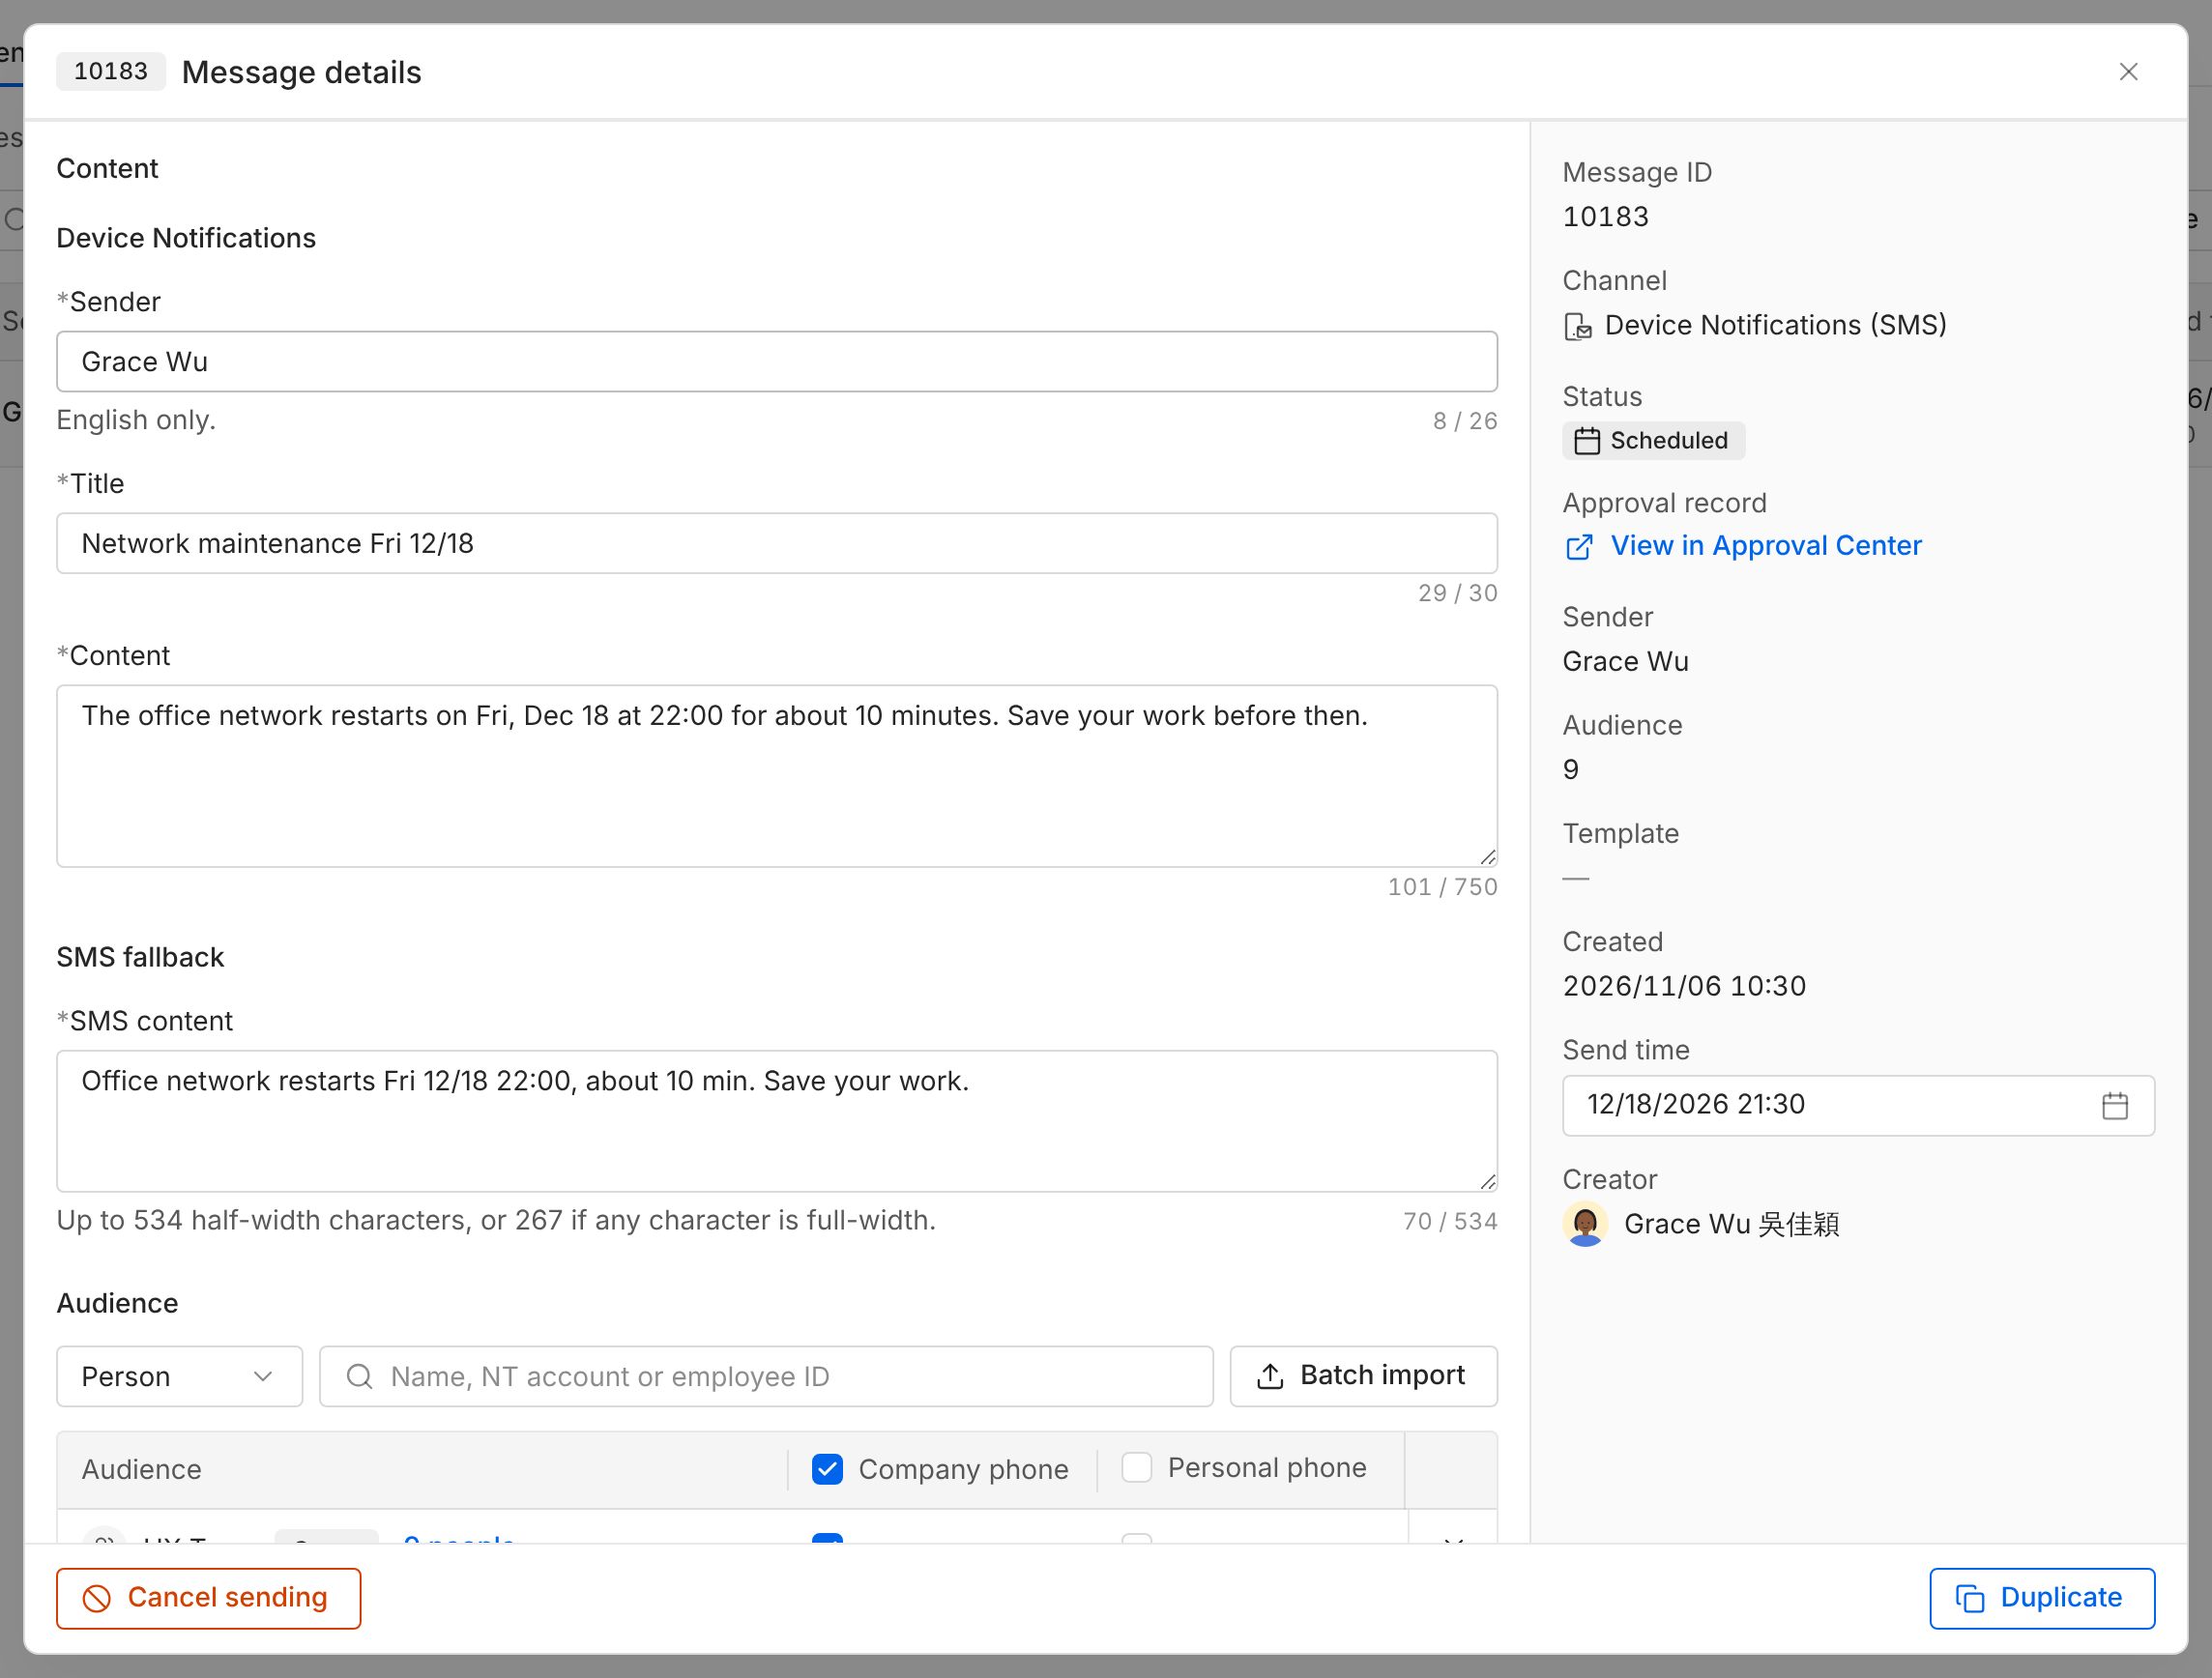 10183 Message details
Content
Device Notifications
*Sender
Grace Wu
English only.
8 / 26
*Title
Network maintenance Fri 12/18
29 / 30
*Content
The office network restarts on Fri, Dec 18 at 22:00 for about 10 minutes. Save your work before then.
101 / 750
SMS fallback
*SMS content
Office network restarts Fri 12/18 22:00, about 10 min. Save your work.
Up to 534 half-width characters, or 267 if any character is full-width.
70 / 534
Audience
Person
Name, NT account or employee ID
Batch import
Audience
Company phone
Personal phone
Cancel sending
Duplicate
Message ID
10183
Channel
Device Notifications (SMS)
Status
Scheduled
Approval record
View in Approval Center
Sender
Grace Wu
Audience
9
Template
—
Created
2026/11/06 10:30
Send time
12/18/2026 21:30
Creator
Grace Wu 吳佳穎